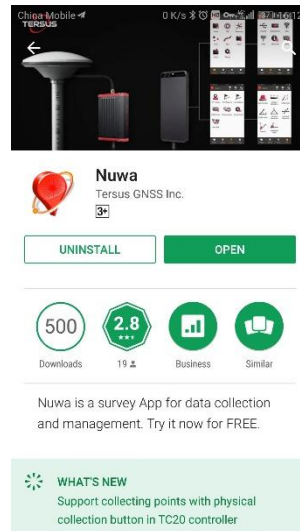 China Mobile
0 K/s
TERSUS
Nuwa
Tersus GNSS Inc.
3+
UNINSTALL
OPEN
500
2.8
Downloads
19
Business
Similar
Nuwa is a survey App for data collection
and management. Try it now for FREE.
WHAT'S NEW
Support collecting points with physical
collection button in TC20 controller